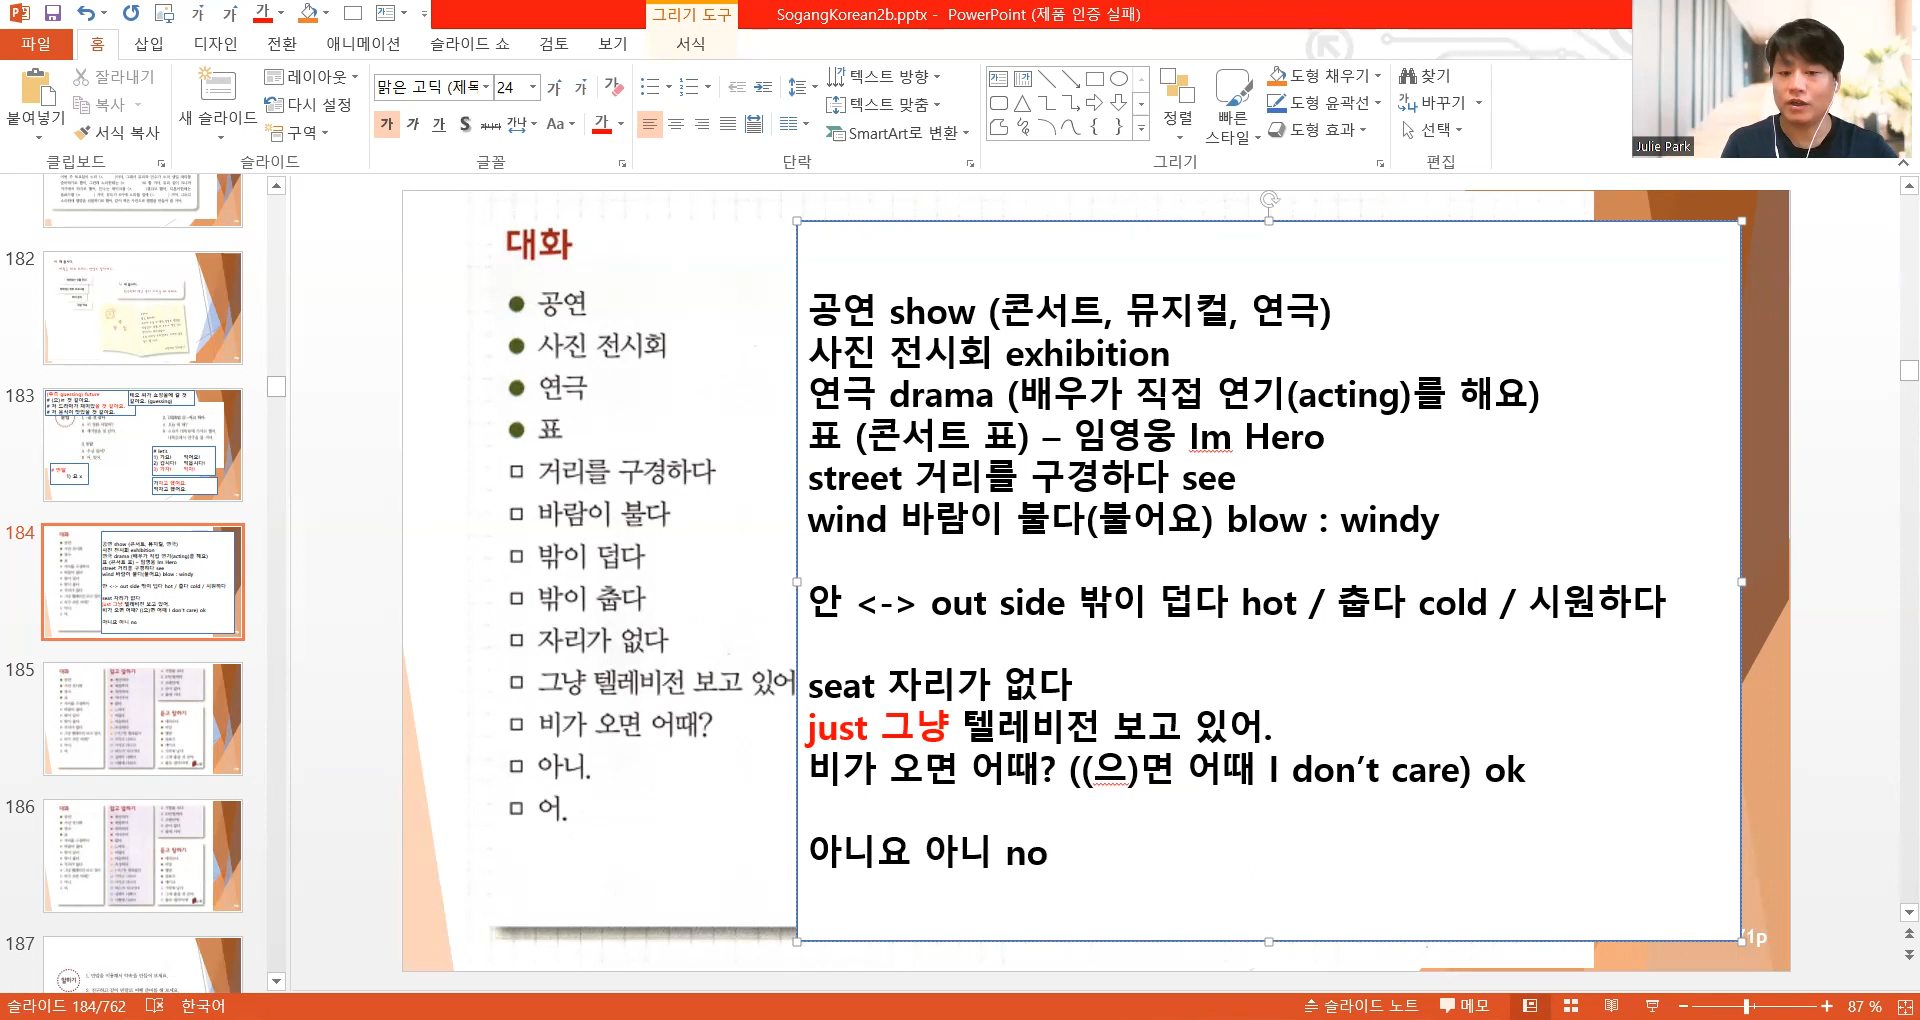 SogangKorean2b.pptx - PowerPoint (제품 인증 실패)
그리기 도구
파일
홈
삽입
디자인
전환
애니메이션
슬라이드 쇼
검토
보기
서식
붙여넣기
잘라내기
복사
서식 복사
클립보드
새 슬라이드
레이아웃
다시 설정
구역
슬라이드
맑은 고딕 (제목
24
글꼴
텍스트 방향
텍스트 맞춤
SmartArt로 변환
단락
정렬
빠른 스타일
도형 채우기
도형 윤곽선
도형 효과
그리기
찾기
바꾸기
선택
편집
Julie Park
182
183
184
185
186
187
대화
공연
사진 전시회
연극
표
거리를 구경하다
바람이 불다
밖이 덥다
밖이 춥다
자리가 없다
그냥 텔레비전 보고 있어
비가 오면 어때?
아니.
어.
공연 show (콘서트, 뮤지컬, 연극)
사진 전시회 exhibition
연극 drama (배우가 직접 연기(acting)를 해요)
표 (콘서트 표) – 임영웅 Im Hero
street 거리를 구경하다 see
wind 바람이 불다(불어요) blow : windy
안 <-> out side 밖이 덥다 hot / 춥다 cold / 시원하다
seat 자리가 없다
just 그냥 텔레비전 보고 있어.
비가 오면 어때? ((으)면 어때 I don’t care) ok
아니요 아니 no
1p
슬라이드 184/762
한국어
슬라이드 노트
메모
87 %